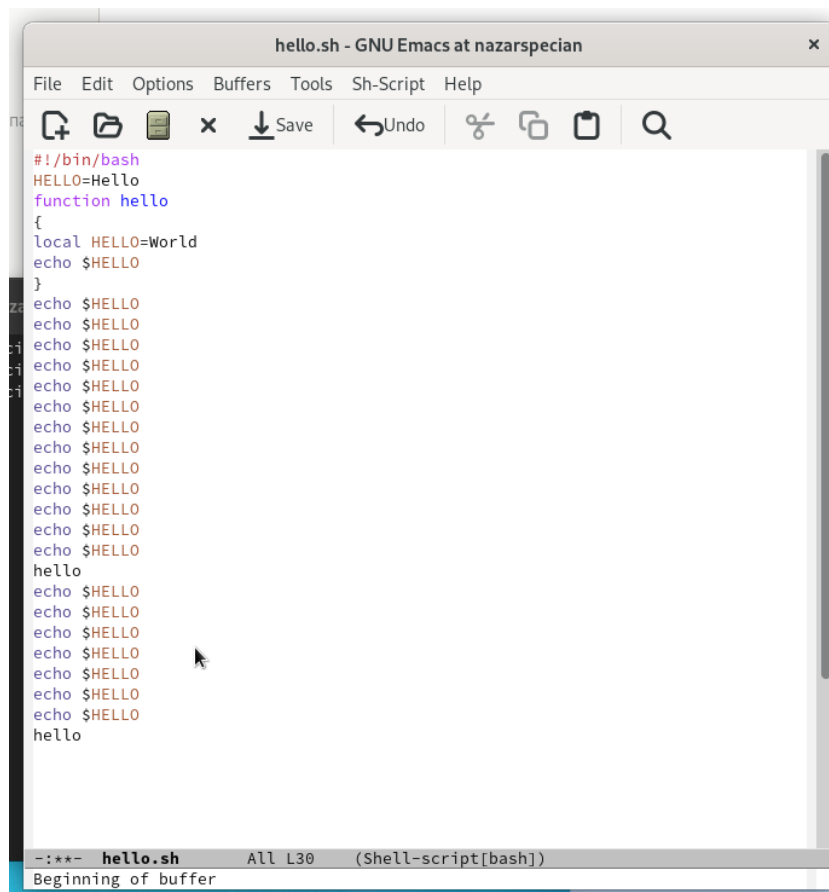 hello.sh - GNU Emacs at nazarspecian
File Edit Options Buffers Tools Sh-Script Help
Save Undo
#!/bin/bash
HELLO=Hello
function hello
{
local HELLO=World
echo $HELLO
}
echo $HELLO
echo $HELLO
echo $HELLO
echo $HELLO
echo $HELLO
echo $HELLO
echo $HELLO
echo $HELLO
echo $HELLO
echo $HELLO
echo $HELLO
echo $HELLO
echo $HELLO
hello
echo $HELLO
echo $HELLO
echo $HELLO
echo $HELLO
echo $HELLO
echo $HELLO
echo $HELLO
hello
-:**- hello.sh All L30 (Shell-script[bash])
Beginning of buffer